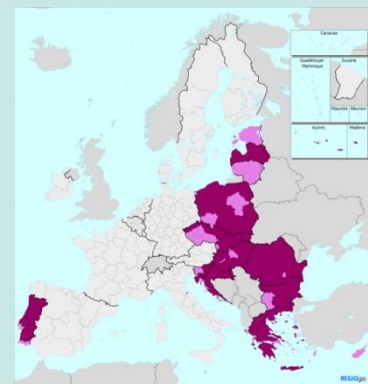 Canarias
Guadeloupe
Martinique
Guyane
Mayotte
Réunion
Açores
Madeira
REGIOgis